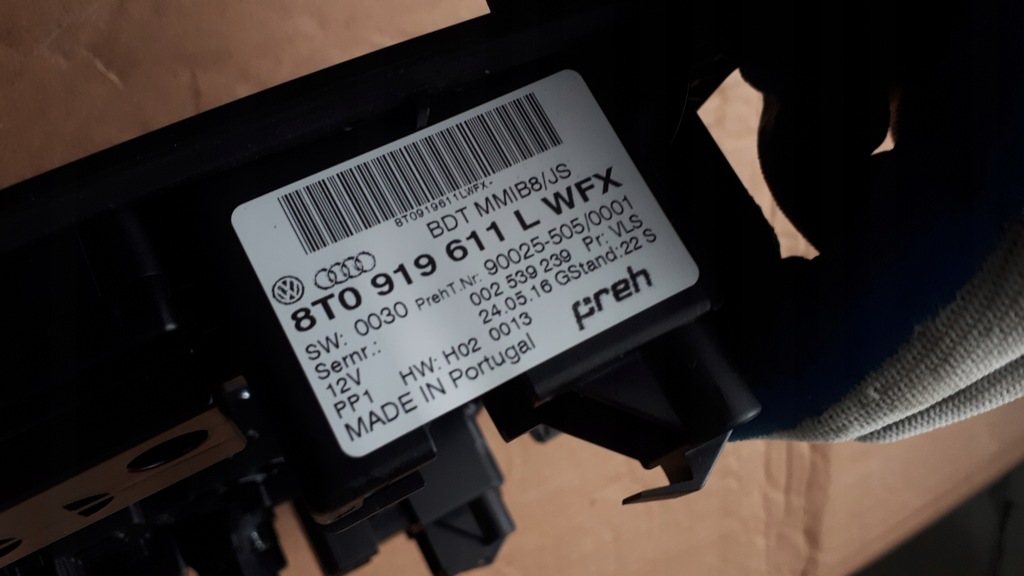 8T0919611LWFX-
BDT MMIB8/JS
8T0 919 611 L WFX
SW: 0030 PrehT.Nr: 90025-505/0001
Sernr.: 002 539 239 Pr: VLS
12V 24.05.16 GStand:22 S
PP1 HW: H02 0013
MADE IN Portugal
preh